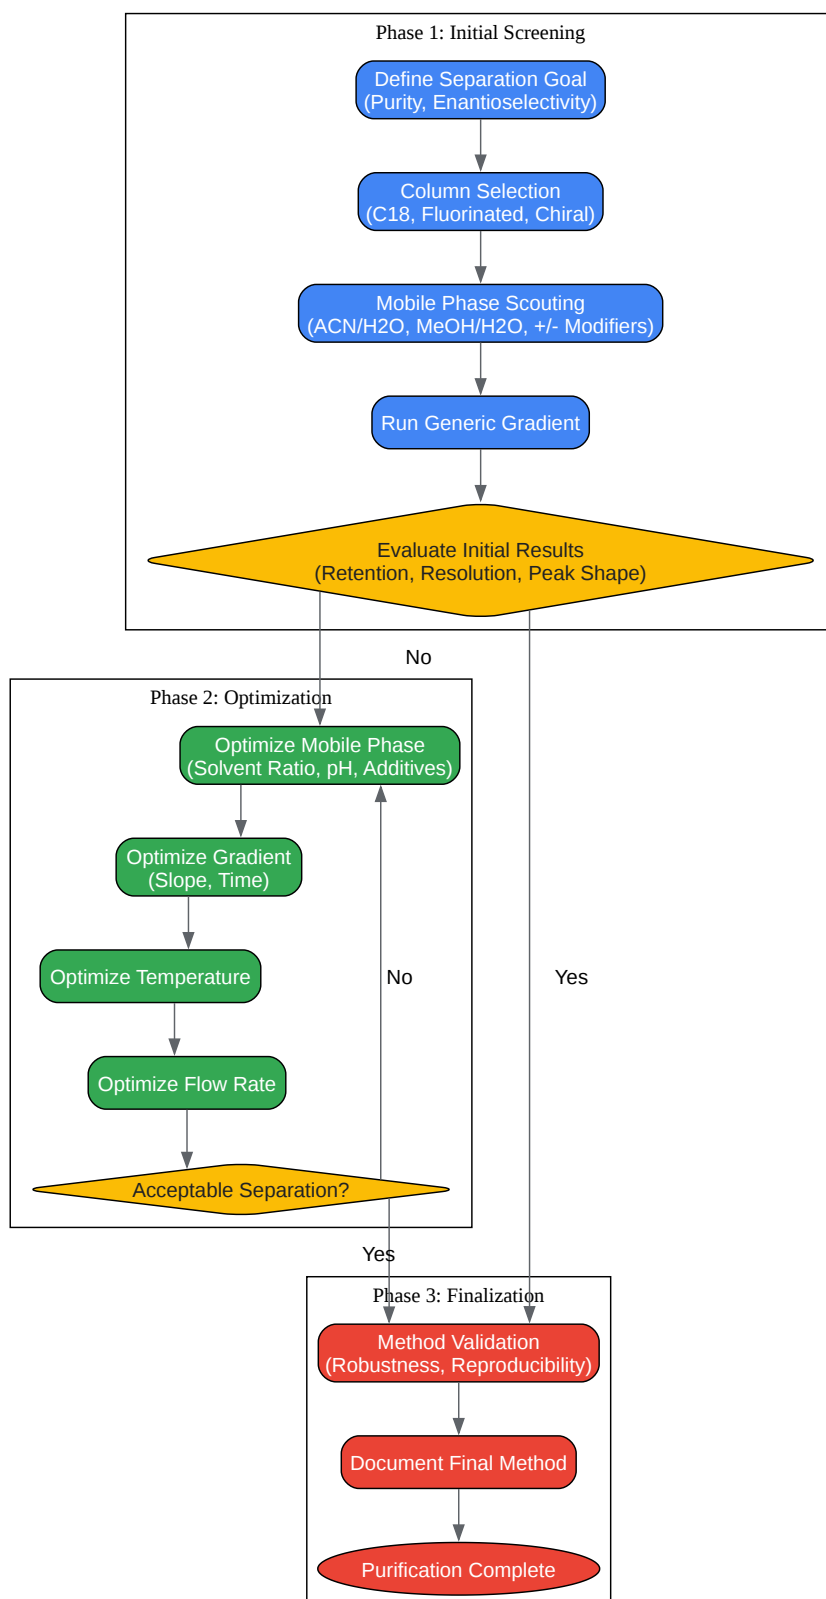 Phase 1: Initial Screening
Define Separation Goal
(Purity, Enantioselectivity)
Column Selection
(C18, Fluorinated, Chiral)
Mobile Phase Scouting
(ACN/H2O, MeOH/H2O, +/- Modifiers)
Run Generic Gradient
Evaluate Initial Results
(Retention, Resolution, Peak Shape)
No
Phase 2: Optimization
Optimize Mobile Phase
(Solvent Ratio, pH, Additives)
Optimize Gradient
(Slope, Time)
Optimize Temperature
No
Yes
Optimize Flow Rate
Acceptable Separation?
Yes
Phase 3: Finalization
Method Validation
(Robustness, Reproducibility)
Document Final Method
Purification Complete